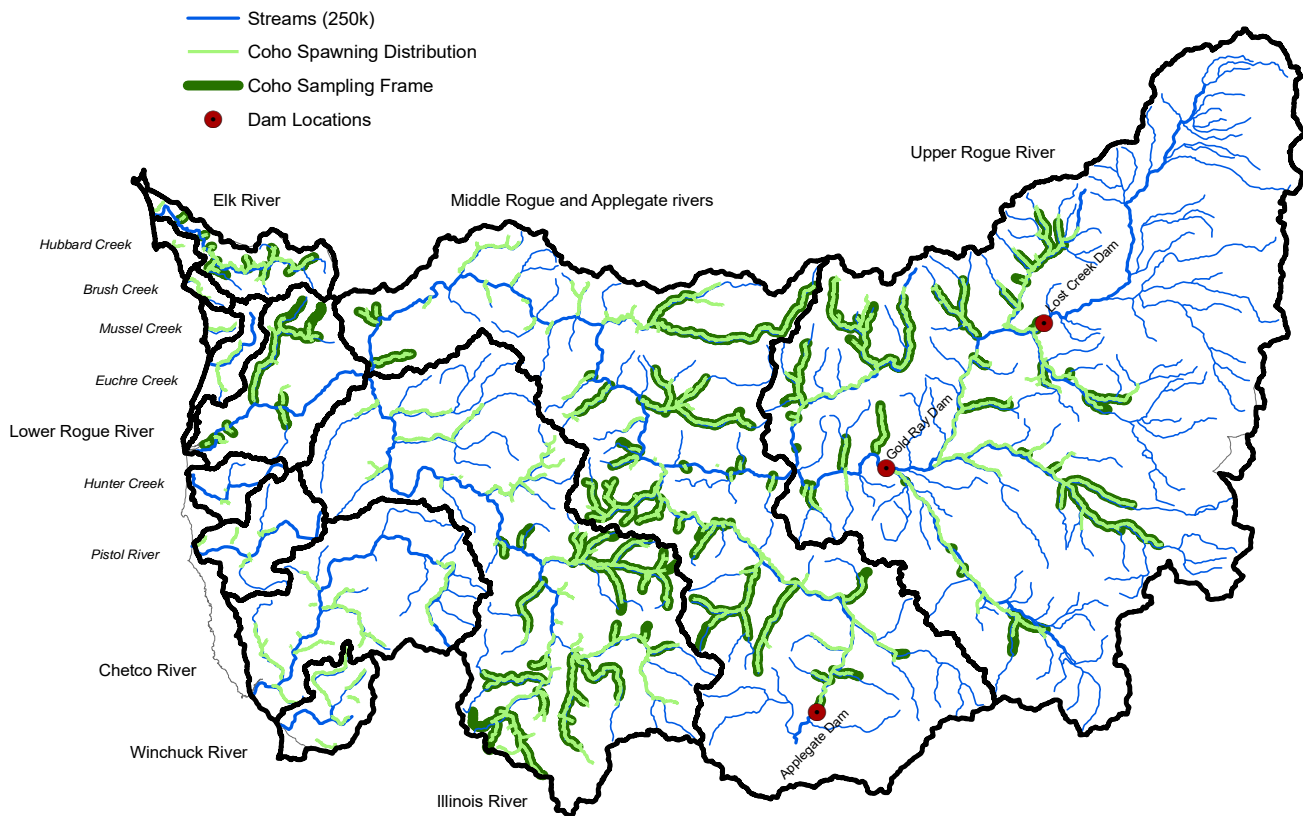 Streams (250k)
Coho Spawning Distribution
Coho Sampling Frame
Dam Locations
Upper Rogue River
Elk River
Middle Rogue and Applegate rivers
Hubbard Creek
Brush Creek
Mussel Creek
Euchre Creek
Lower Rogue River
Hunter Creek
Pistol River
Chetco River
Winchuck River
Illinois River
Lost Creek Dam
Gold Ray Dam
Applegate Dam